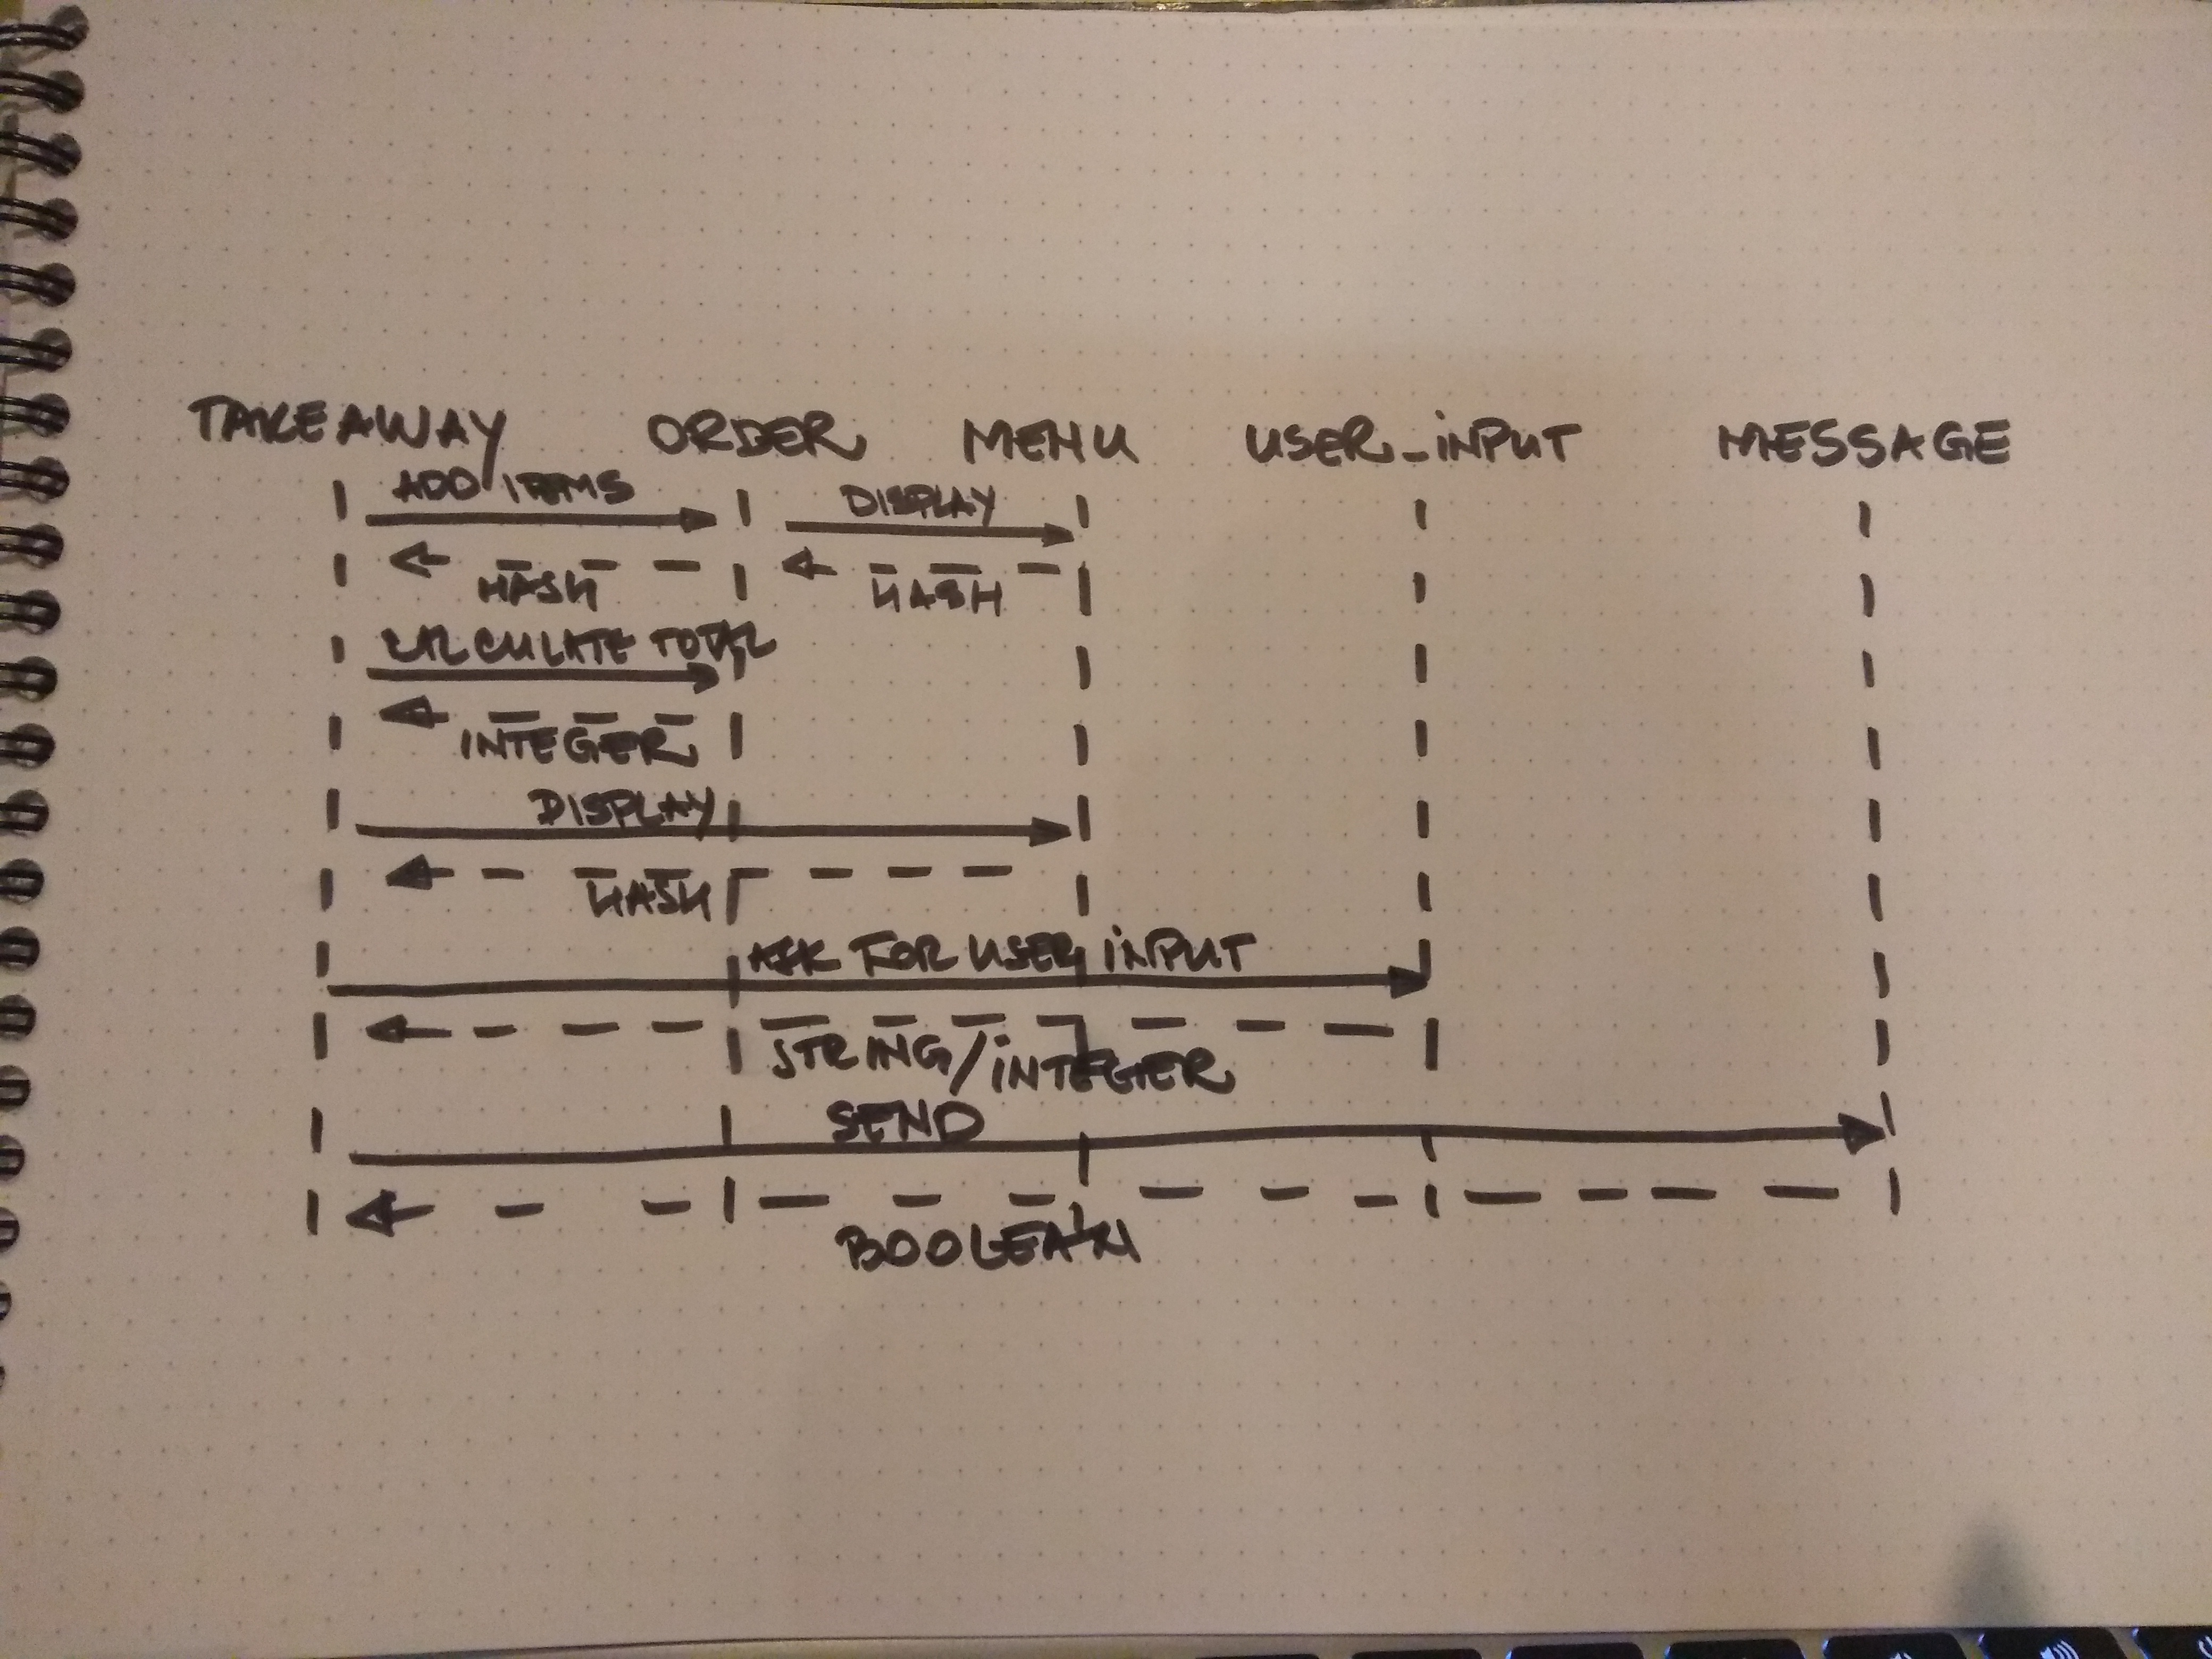 TAKEAWAY ORDER MENU USER_INPUT MESSAGE
ADD ITEMS DISPLAY
HASH HASH
CALCULATE TOTAL
INTEGER
DISPLAY
HASH
ASK FOR USER INPUT
STRING/INTEGER
SEND
BOOLEAN